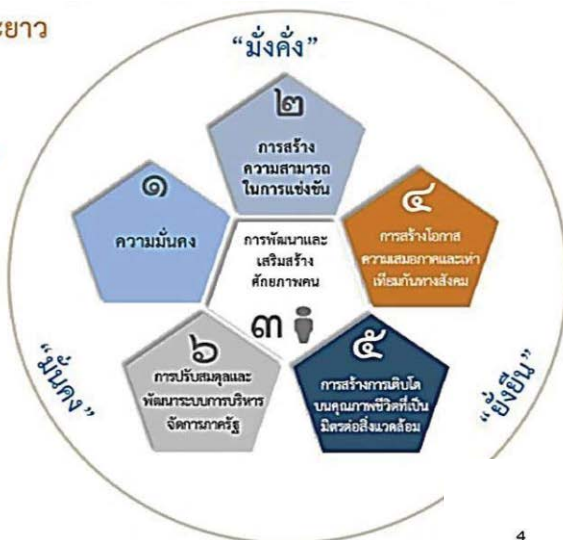 “มั่งคั่ง”
๒
การสร้าง
ความสามารถ
ในการแข่งขัน
๑
ความมั่นคง
การพัฒนาและ
เสริมสร้าง
ศักยภาพคน
๓
๔
การสร้างโอกาส
ความเสมอภาคและเท่า
เทียมกันทางสังคม
๖
การปรับสมดุลและ
พัฒนาระบบการบริหาร
จัดการภาครัฐ
๕
การสร้างการเติบโต
บนคุณภาพชีวิตที่เป็น
มิตรต่อสิ่งแวดล้อม
“มั่นคง”
“ยั่งยืน”
4